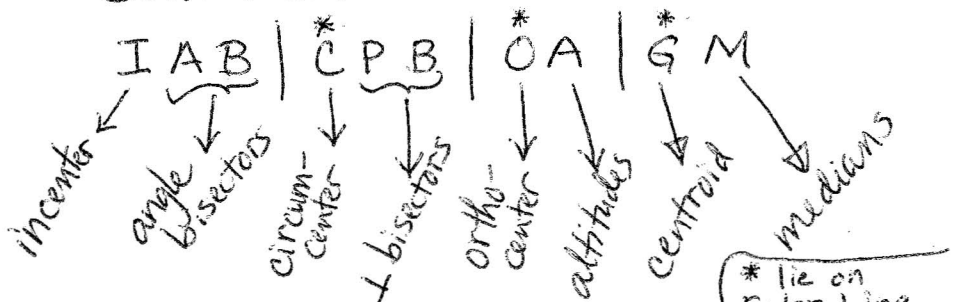 I A B | C* P B | O* A | G* M
incenter
angle bisectors
circum-center
⊥ bisectors
ortho-center
altitudes
centroid
medians
* lie on